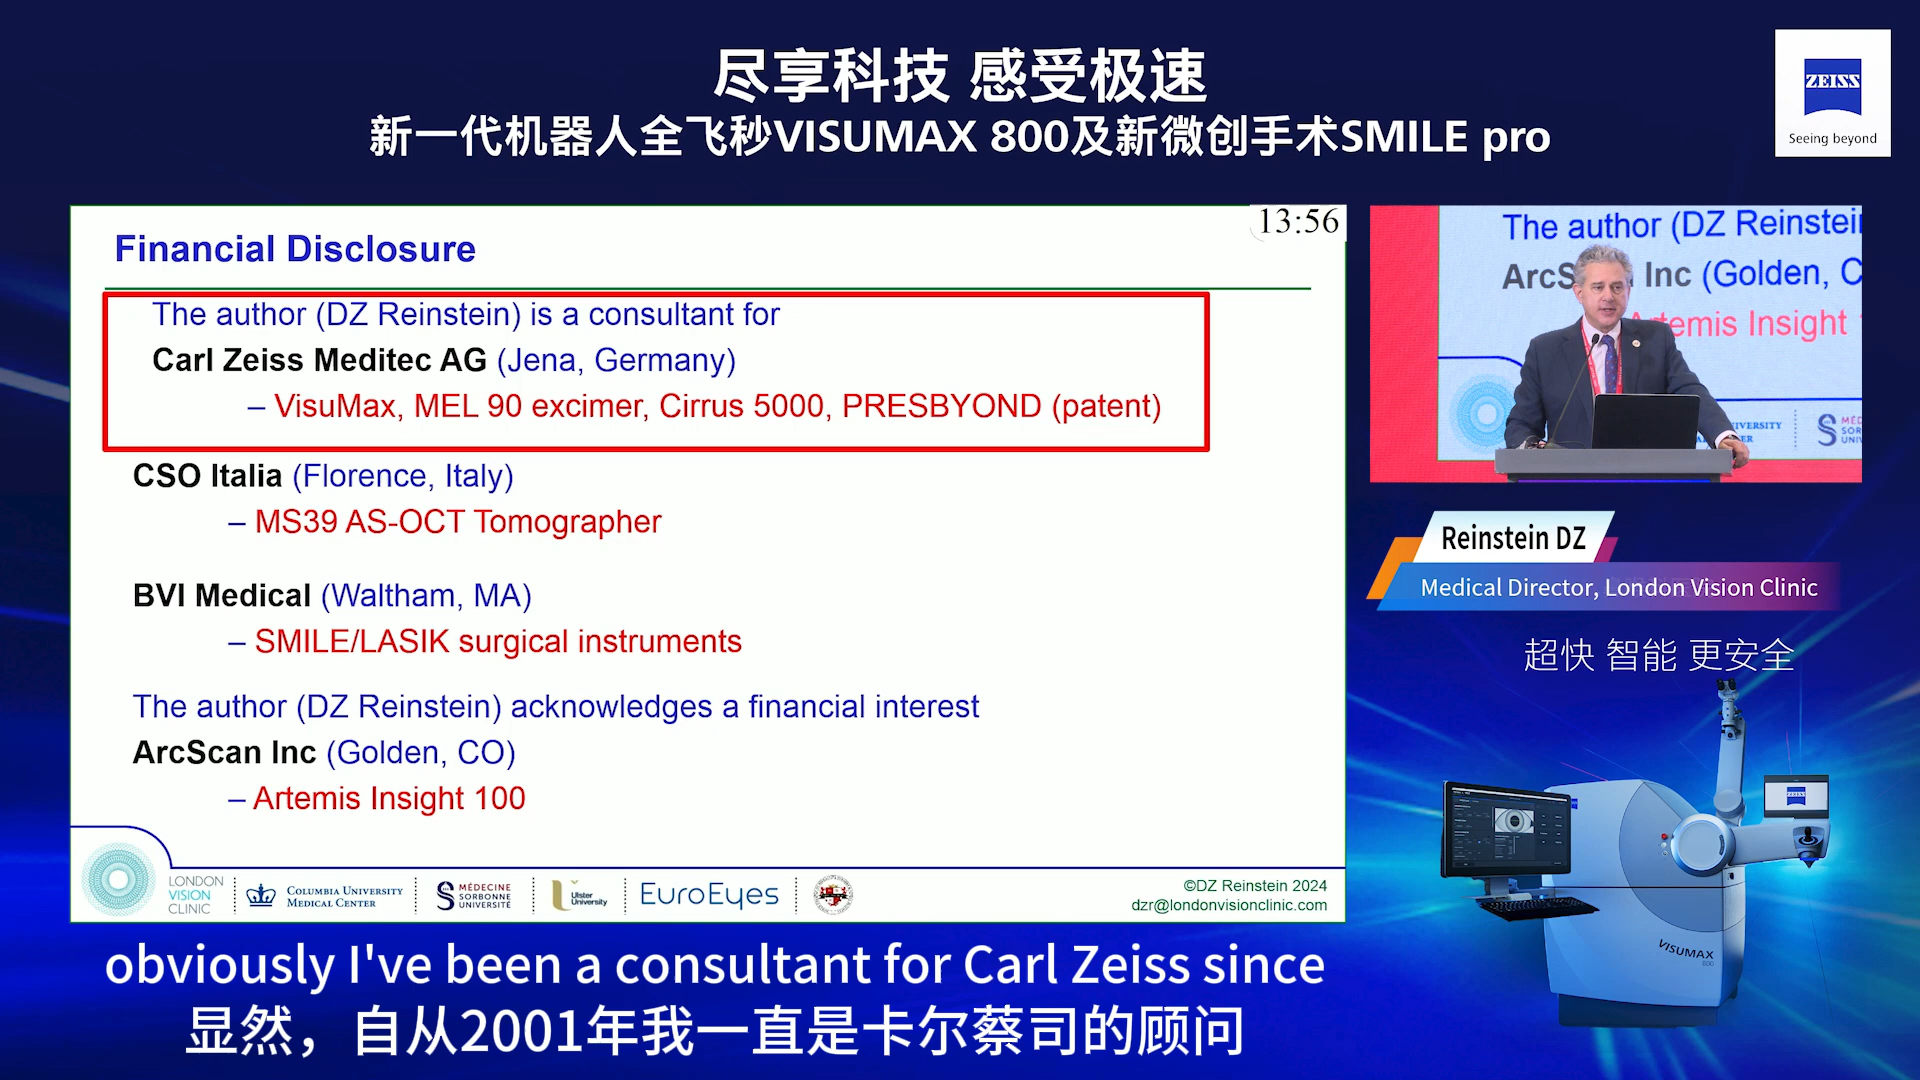 尽享科技 感受极速
新一代机器人全飞秒VISUMAX 800及新微创手术SMILE pro
ZEISS
Seeing beyond
13:56
Financial Disclosure
The author (DZ Reinstein) is a consultant for
Carl Zeiss Meditec AG (Jena, Germany)
– VisuMax, MEL 90 excimer, Cirrus 5000, PRESBYOND (patent)
CSO Italia (Florence, Italy)
– MS39 AS-OCT Tomographer
BVI Medical (Waltham, MA)
– SMILE/LASIK surgical instruments
The author (DZ Reinstein) acknowledges a financial interest
ArcScan Inc (Golden, CO)
– Artemis Insight 100
LONDON
VISION
CLINIC
COLUMBIA UNIVERSITY
MEDICAL CENTER
MÉDECINE
SORBONNE
UNIVERSITÉ
Ulster
University
EuroEyes
©DZ Reinstein 2024
dzr@londonvisionclinic.com
The author (DZ Reinstein
ArcS Inc (Golden, C
Artemis Insight
Reinstein DZ
Medical Director, London Vision Clinic
超快 智能 更安全
ZEISS
VISUMAX
800
obviously I've been a consultant for Carl Zeiss since
显然，自从2001年我一直是卡尔蔡司的顾问